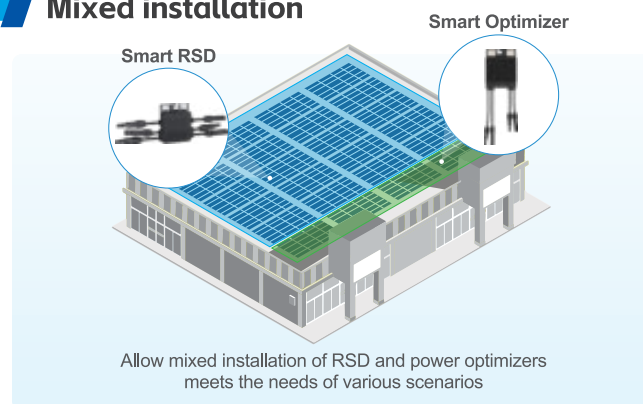 Mixed installation
Smart Optimizer
Smart RSD
Allow mixed installation of RSD and power optimizers
meets the needs of various scenarios